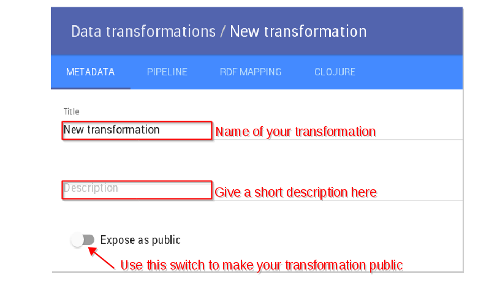 Data transformations / New transformation
METADATA PIPELINE RDF MAPPING CLOJURE
Title
New transformation Name of your transformation
Description Give a short description here
Expose as public
Use this switch to make your transformation public